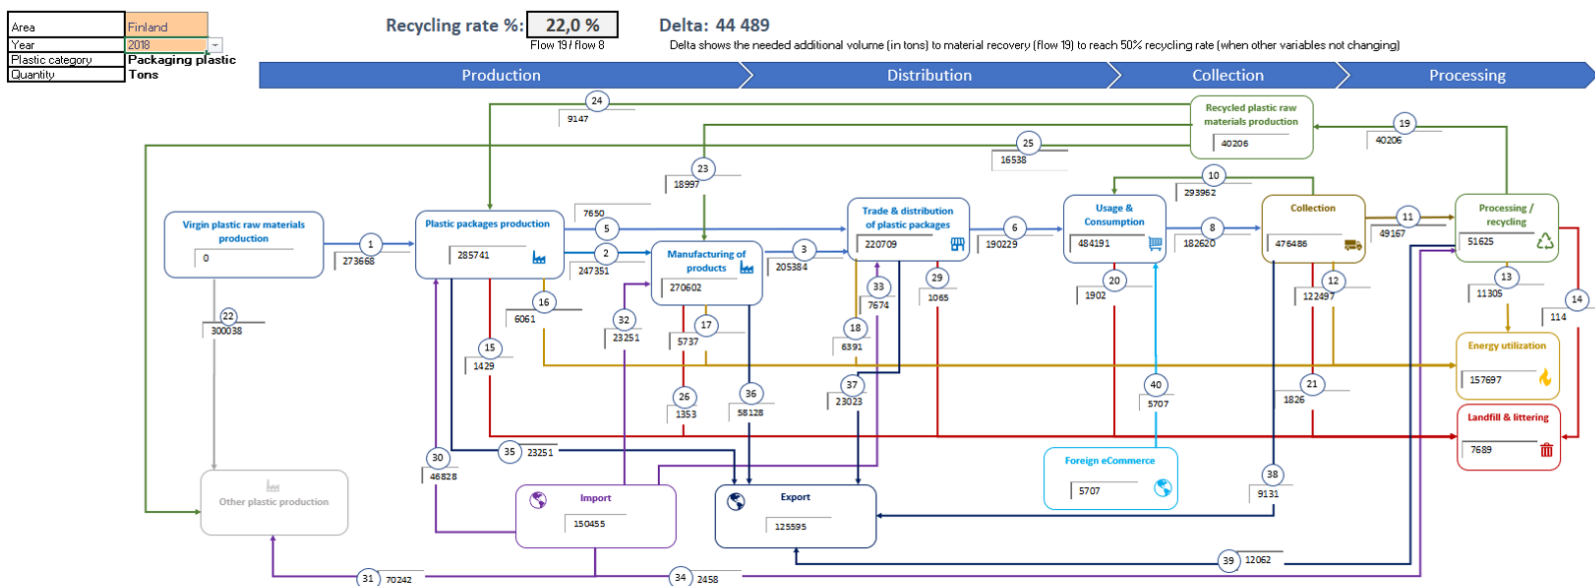 Area Finland
Year 2018
Plastic category Packaging plastic
Quantity Tons
Recycling rate %: 22,0 %
Flow 19 / flow 8
Delta: 44 489
Delta shows the needed additional volume (in tons) to material recovery (flow 19) to reach 50% recycling rate (when other variables not changing)
Production Distribution Collection Processing
24
9147
Recycled plastic raw
materials production
40206
19
40206
25
16538
23
18997
10
293962
Virgin plastic raw materials
production
0
1
273668
Plastic packages production
285741
7650
5
2
247351
Manufacturing of
products
270602
3
205384
Trade & distribution
of plastic packages
220709
6
190229
Usage &
Consumption
484191
8
182620
Collection
476486
11
49167
Processing /
recycling
51625
22
300038
16
6061
15
1429
32
23251
17
5737
26
1353
36
58128
18
6391
33
7674
29
1065
37
23023
20
1902
40
5707
12
122497
21
1826
13
11305
14
114
Energy utilization
157697
Landfill & littering
7689
30
46828
35 23251
Foreign eCommerce
5707
38
9131
Other plastic production
Import
150455
Export
125595
31 70242
34 2458
39 12062